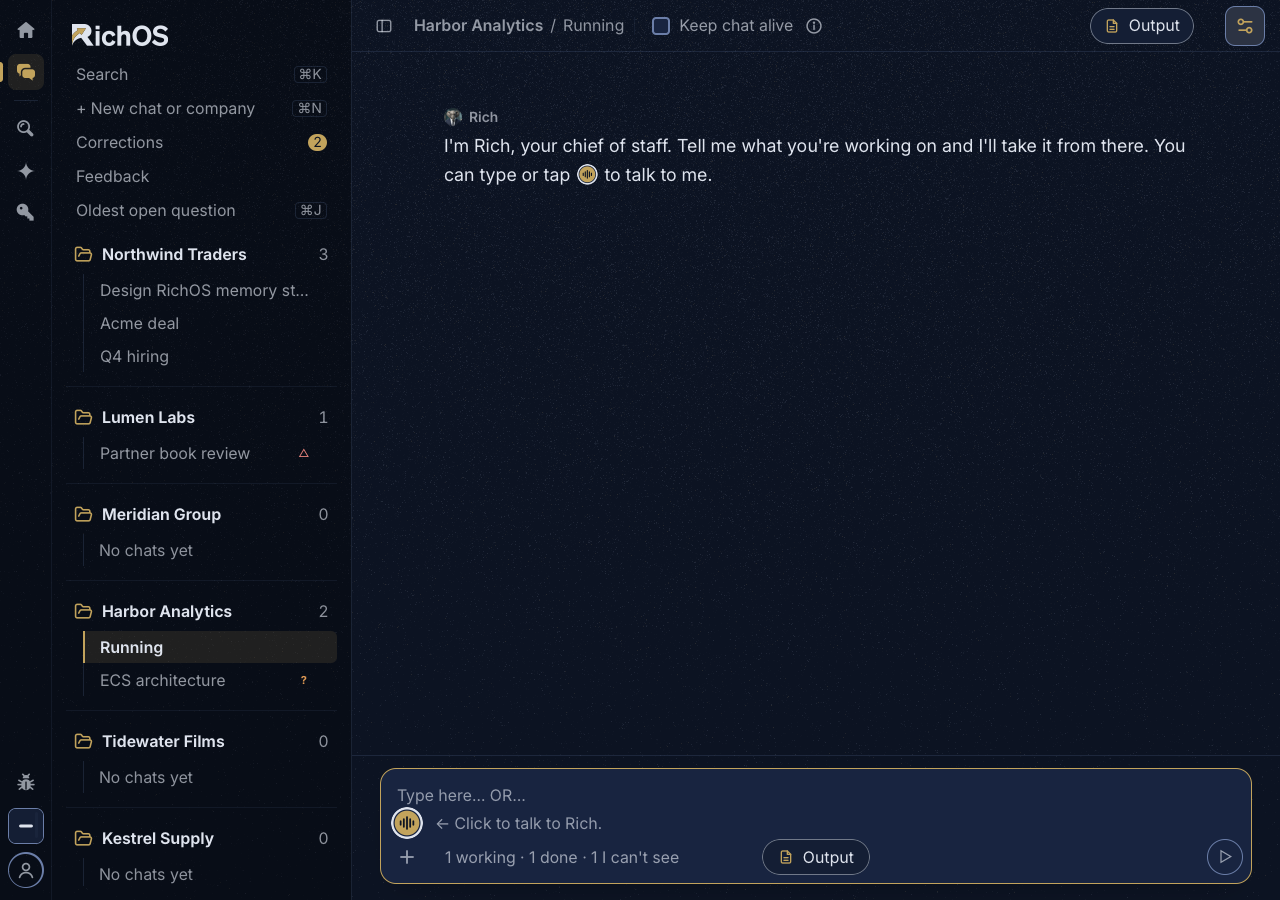 RichOS
Search ⌘K
+ New chat or company ⌘N
Corrections 2
Feedback
Oldest open question ⌘J
Northwind Traders 3
Design RichOS memory st...
Acme deal
Q4 hiring
Lumen Labs 1
Partner book review
Meridian Group 0
No chats yet
Harbor Analytics 2
Running
ECS architecture ?
Tidewater Films 0
No chats yet
Kestrel Supply 0
No chats yet
Harbor Analytics / Running Keep chat alive Output
Rich
I'm Rich, your chief of staff. Tell me what you're working on and I'll take it from there. You
can type or tap to talk to me.
Type here... OR...
← Click to talk to Rich.
1 working · 1 done · 1 I can't see Output